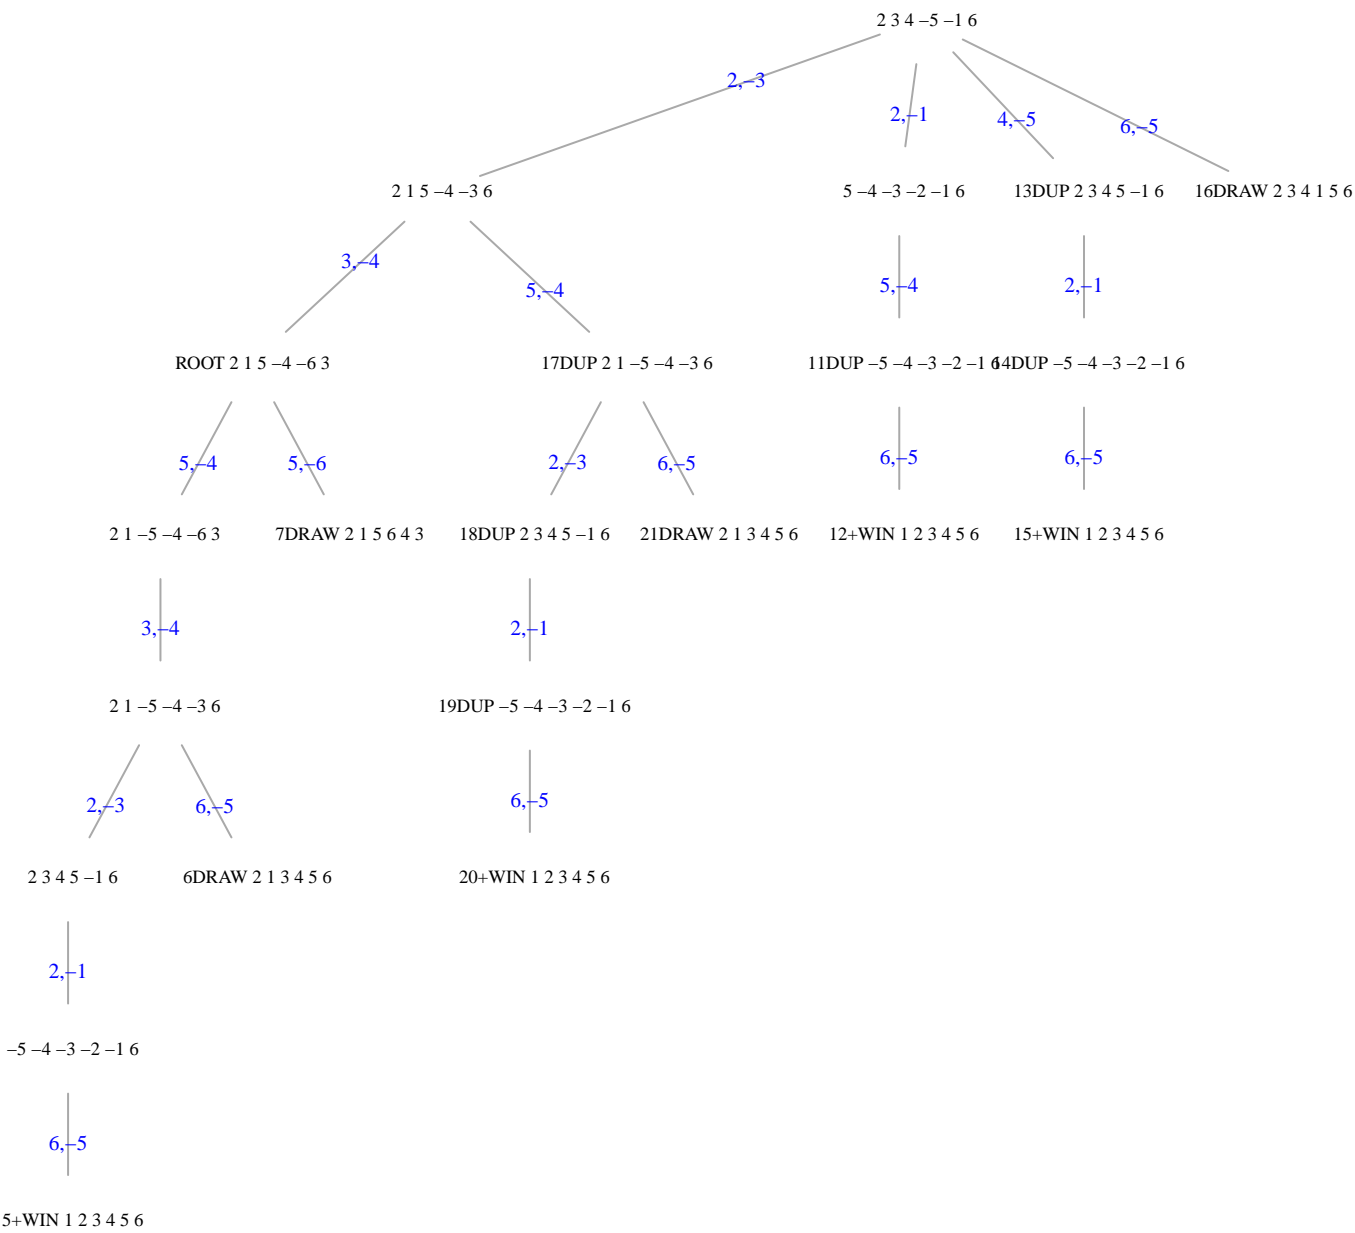 2 3 4 –5 –1 6
2,–3
2,–1
4,–5
6,–5
2 1 5 –4 –3 6
5 –4 –3 –2 –1 6
13DUP 2 3 4 5 –1 6
16DRAW 2 3 4 1 5 6
3,–4
5,–4
5,–4
2,–1
ROOT 2 1 5 –4 –6 3
17DUP 2 1 –5 –4 –3 6
11DUP –5 –4 –3 –2 –1 6
14DUP –5 –4 –3 –2 –1 6
5,–4
5,–6
2,–3
6,–5
6,–5
6,–5
2 1 –5 –4 –6 3
7DRAW 2 1 5 6 4 3
18DUP 2 3 4 5 –1 6
21DRAW 2 1 3 4 5 6
12+WIN 1 2 3 4 5 6
15+WIN 1 2 3 4 5 6
3,–4
2,–1
2 1 –5 –4 –3 6
19DUP –5 –4 –3 –2 –1 6
2,–3
6,–5
6,–5
2 3 4 5 –1 6
6DRAW 2 1 3 4 5 6
20+WIN 1 2 3 4 5 6
2,–1
–5 –4 –3 –2 –1 6
6,–5
5+WIN 1 2 3 4 5 6